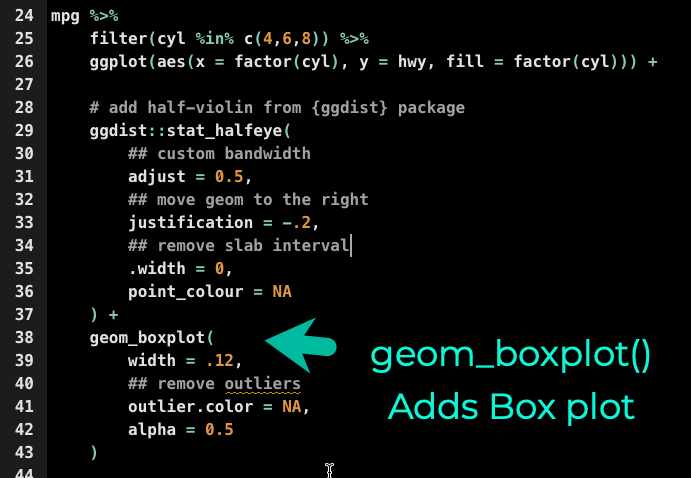 24 mpg %>%
25     filter(cyl %in% c(4,6,8)) %>%
26     ggplot(aes(x = factor(cyl), y = hwy, fill = factor(cyl))) +
27
28     # add half-violin from {ggdist} package
29     ggdist::stat_halfeye(
30         ## custom bandwidth
31         adjust = 0.5,
32         ## move geom to the right
33         justification = -.2,
34         ## remove slab interval
35         .width = 0,
36         point_colour = NA
37     ) +
38     geom_boxplot(
39         width = .12,
40         ## remove outliers
41         outlier.color = NA,
42         alpha = 0.5
43     )
44
geom_boxplot()
Adds Box plot